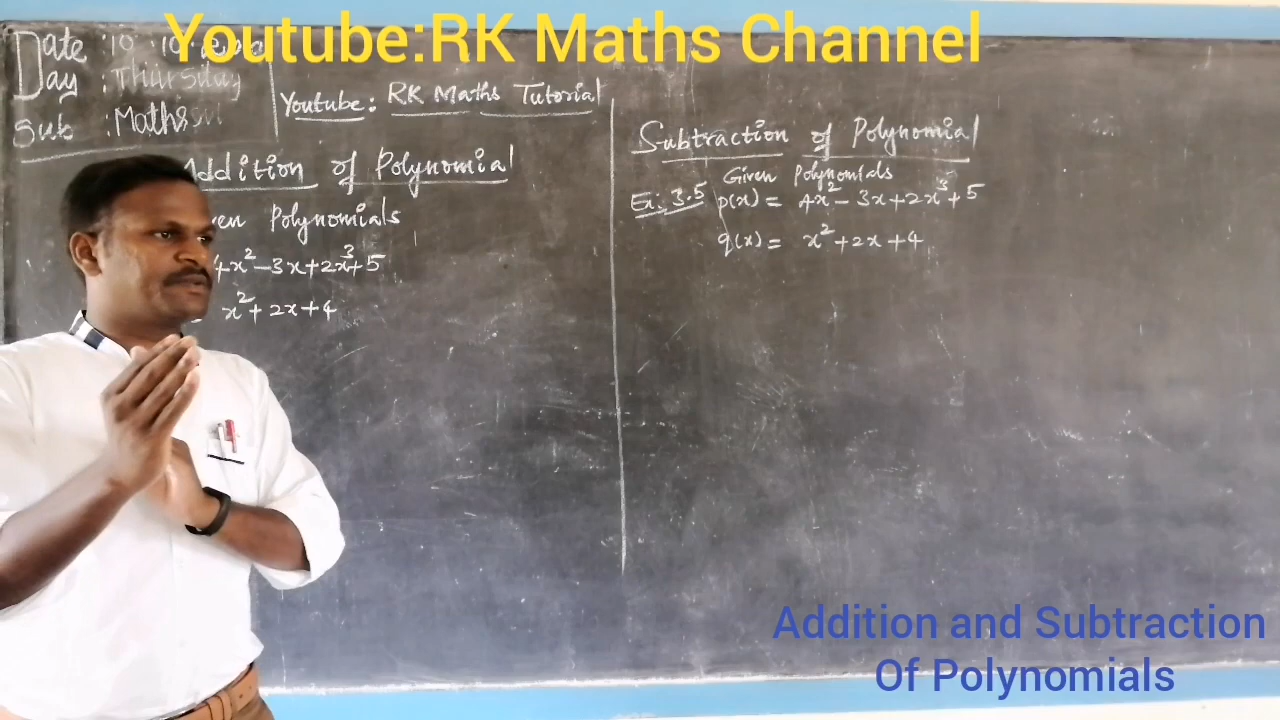 Youtube:RK Maths Channel
Date :
Day : Thursday
Sub : Maths
Youtube: RK Maths Tutorial
Addition of Polynomial
Polynomials
4x²-3x+2x³+5
= x²+2x+4
Subtraction of Polynomial
Given Polynomials
Ex: 3.5 p(x) = 4x²-3x+2x³+5
q(x) = x²+2x+4
Addition and Subtraction
Of Polynomials